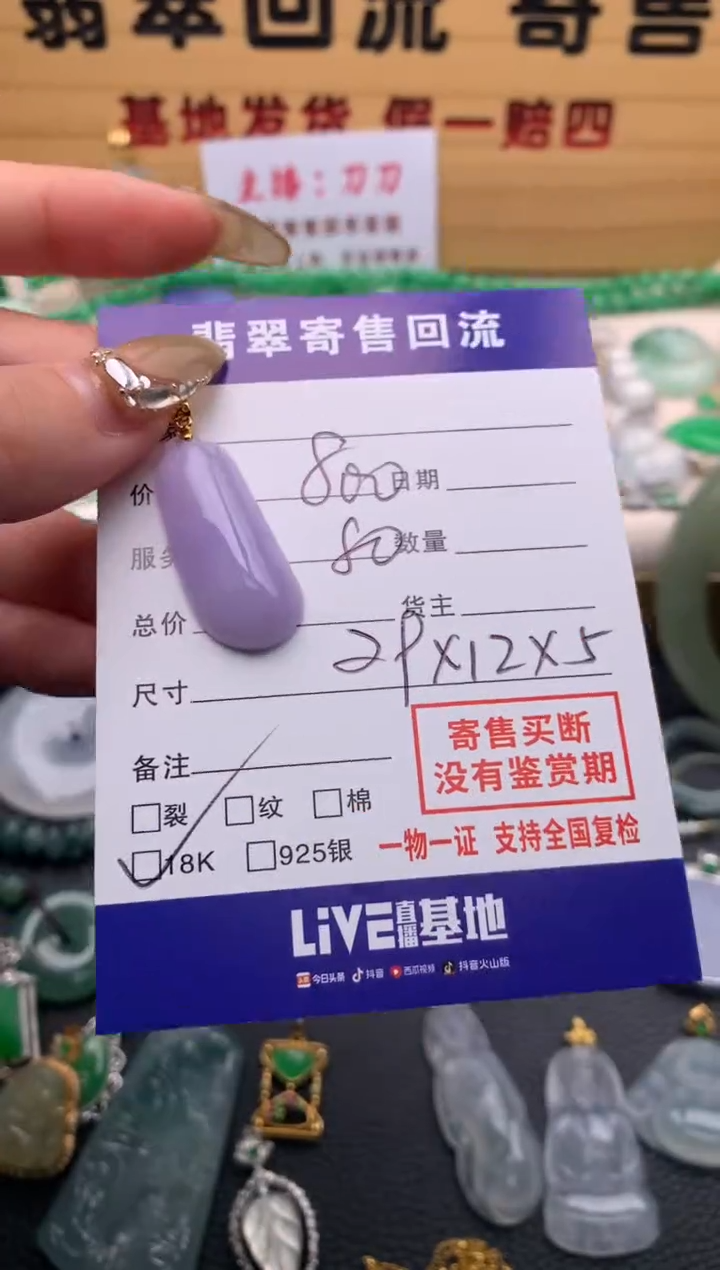 翡翠回流 寄售
基地发货 假一赔四
主播：刀刀
翡翠寄售回流
价 800 日期
服务 80 数量
总价 货主
尺寸 29X12X5
备注
寄售买断
没有鉴赏期
裂 纹 棉
18K 925银 一物一证 支持全国复检
LiVE直播基地
今日头条 抖音 西瓜视频 抖音火山版